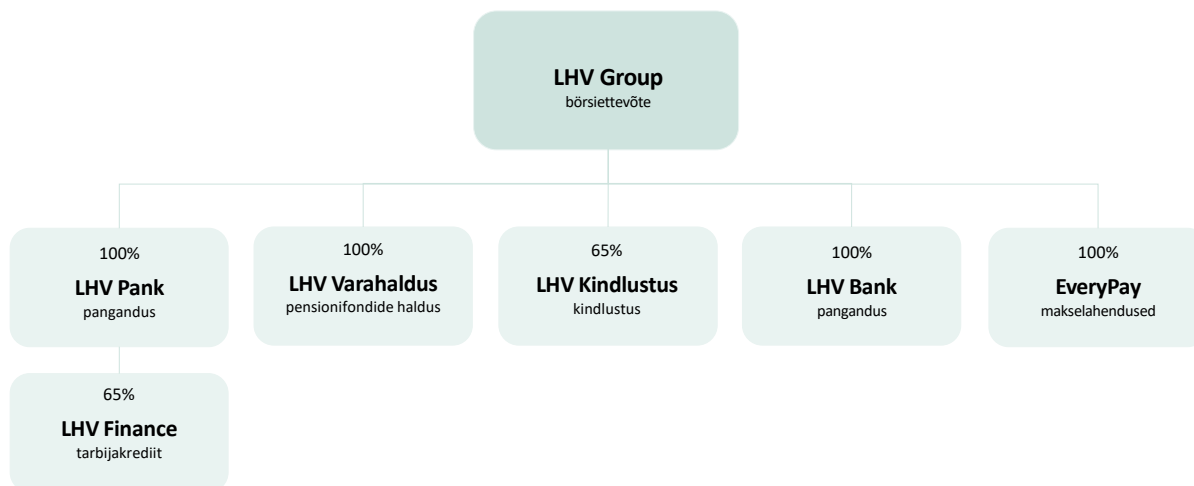 LHV Group
börsiettevõte
100%
LHV Pank
pangandus
100%
LHV Varahaldus
pensionifondide haldus
65%
LHV Kindlustus
kindlustus
100%
LHV Bank
pangandus
100%
EveryPay
makselahendused
65%
LHV Finance
tarbijakrediit